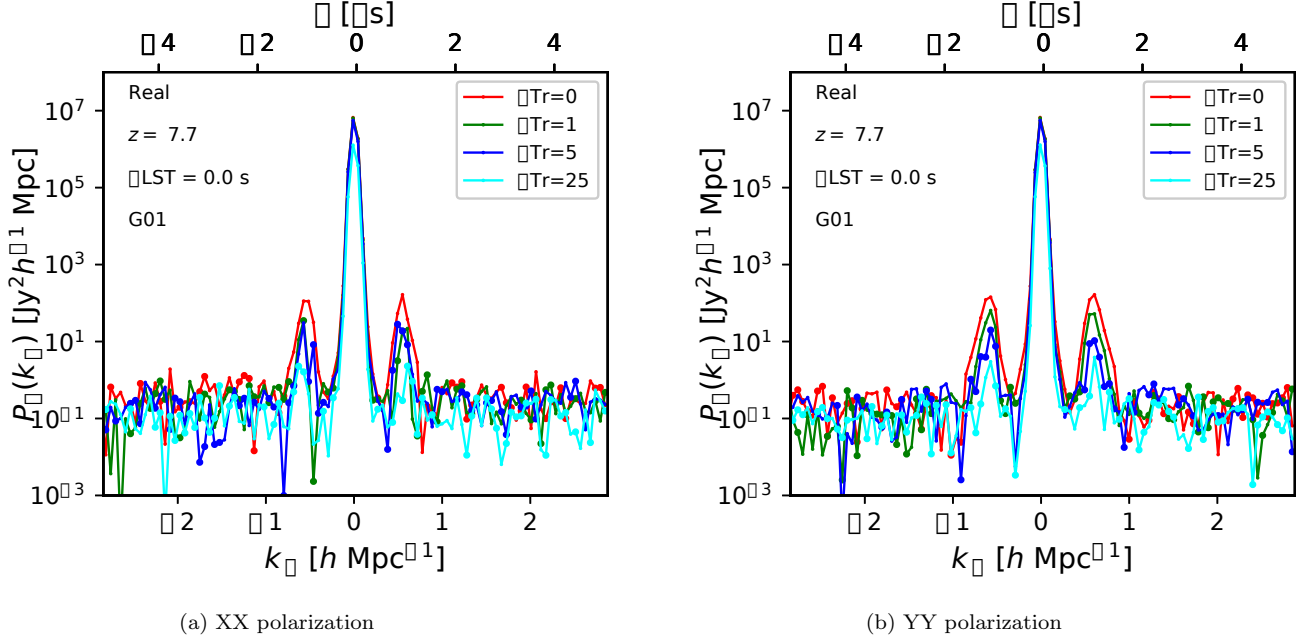 ▯ [▯s]
▯4 ▯2 0 2 4
10^7
10^5
10^3
10^1
10^▯1
10^▯3
P▯(k▯) [Jy²h^▯1 Mpc]
Real
z = 7.7
▯LST = 0.0 s
G01
▯Tr=0
▯Tr=1
▯Tr=5
▯Tr=25
▯2 ▯1 0 1 2
k▯ [h Mpc^▯1]
(a) XX polarization
▯ [▯s]
▯4 ▯2 0 2 4
10^7
10^5
10^3
10^1
10^▯1
10^▯3
P▯(k▯) [Jy²h^▯1 Mpc]
Real
z = 7.7
▯LST = 0.0 s
G01
▯Tr=0
▯Tr=1
▯Tr=5
▯Tr=25
▯2 ▯1 0 1 2
k▯ [h Mpc^▯1]
(b) YY polarization